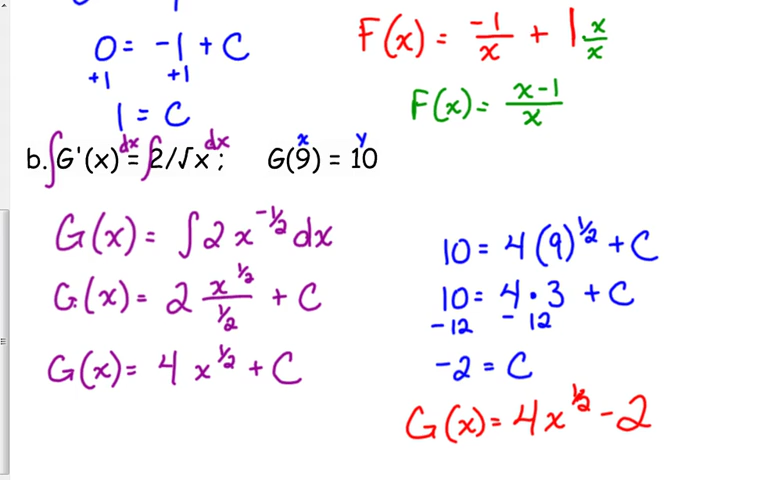 0 = -1 + C
+1 +1
1 = C
F(x) = -1/x + 1 x/x
F(x) = x-1/x
b. ∫G'(x) dx = ∫2/√x dx ; G(9) = 10
x y
G(x) = ∫2x^-1/2 dx
G(x) = 2 x^1/2 / 1/2 + C
G(x) = 4x^1/2 + C
10 = 4(9)^1/2 + C
10 = 4 · 3 + C
-12 - 12
-2 = C
G(x) = 4x^1/2 - 2